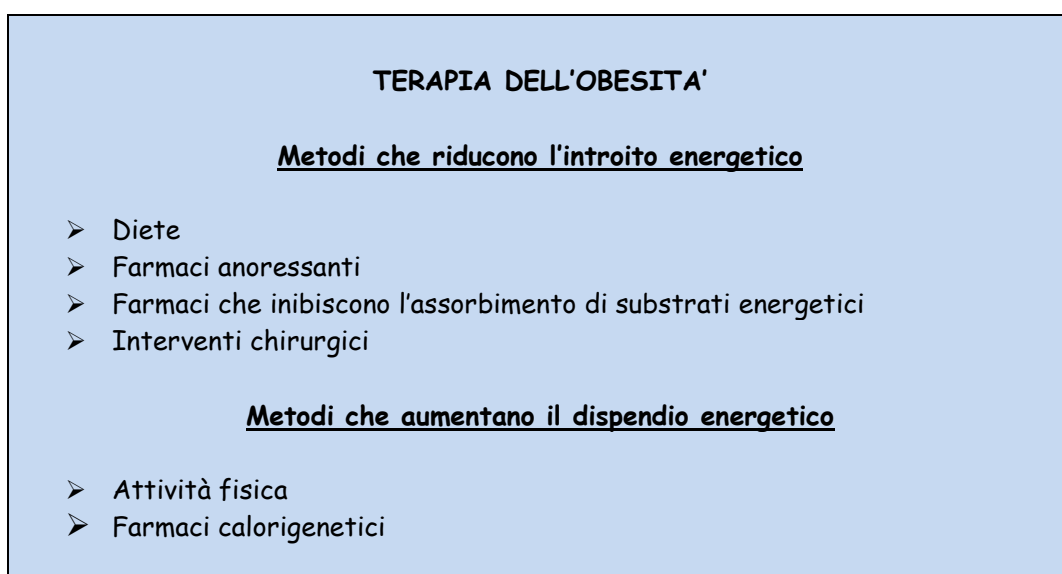 TERAPIA DELL’OBESITA’
Metodi che riducono l’introito energetico
➢ Diete
➢ Farmaci anoressanti
➢ Farmaci che inibiscono l’assorbimento di substrati energetici
➢ Interventi chirurgici
Metodi che aumentano il dispendio energetico
➢ Attività fisica
➢ Farmaci calorigenetici